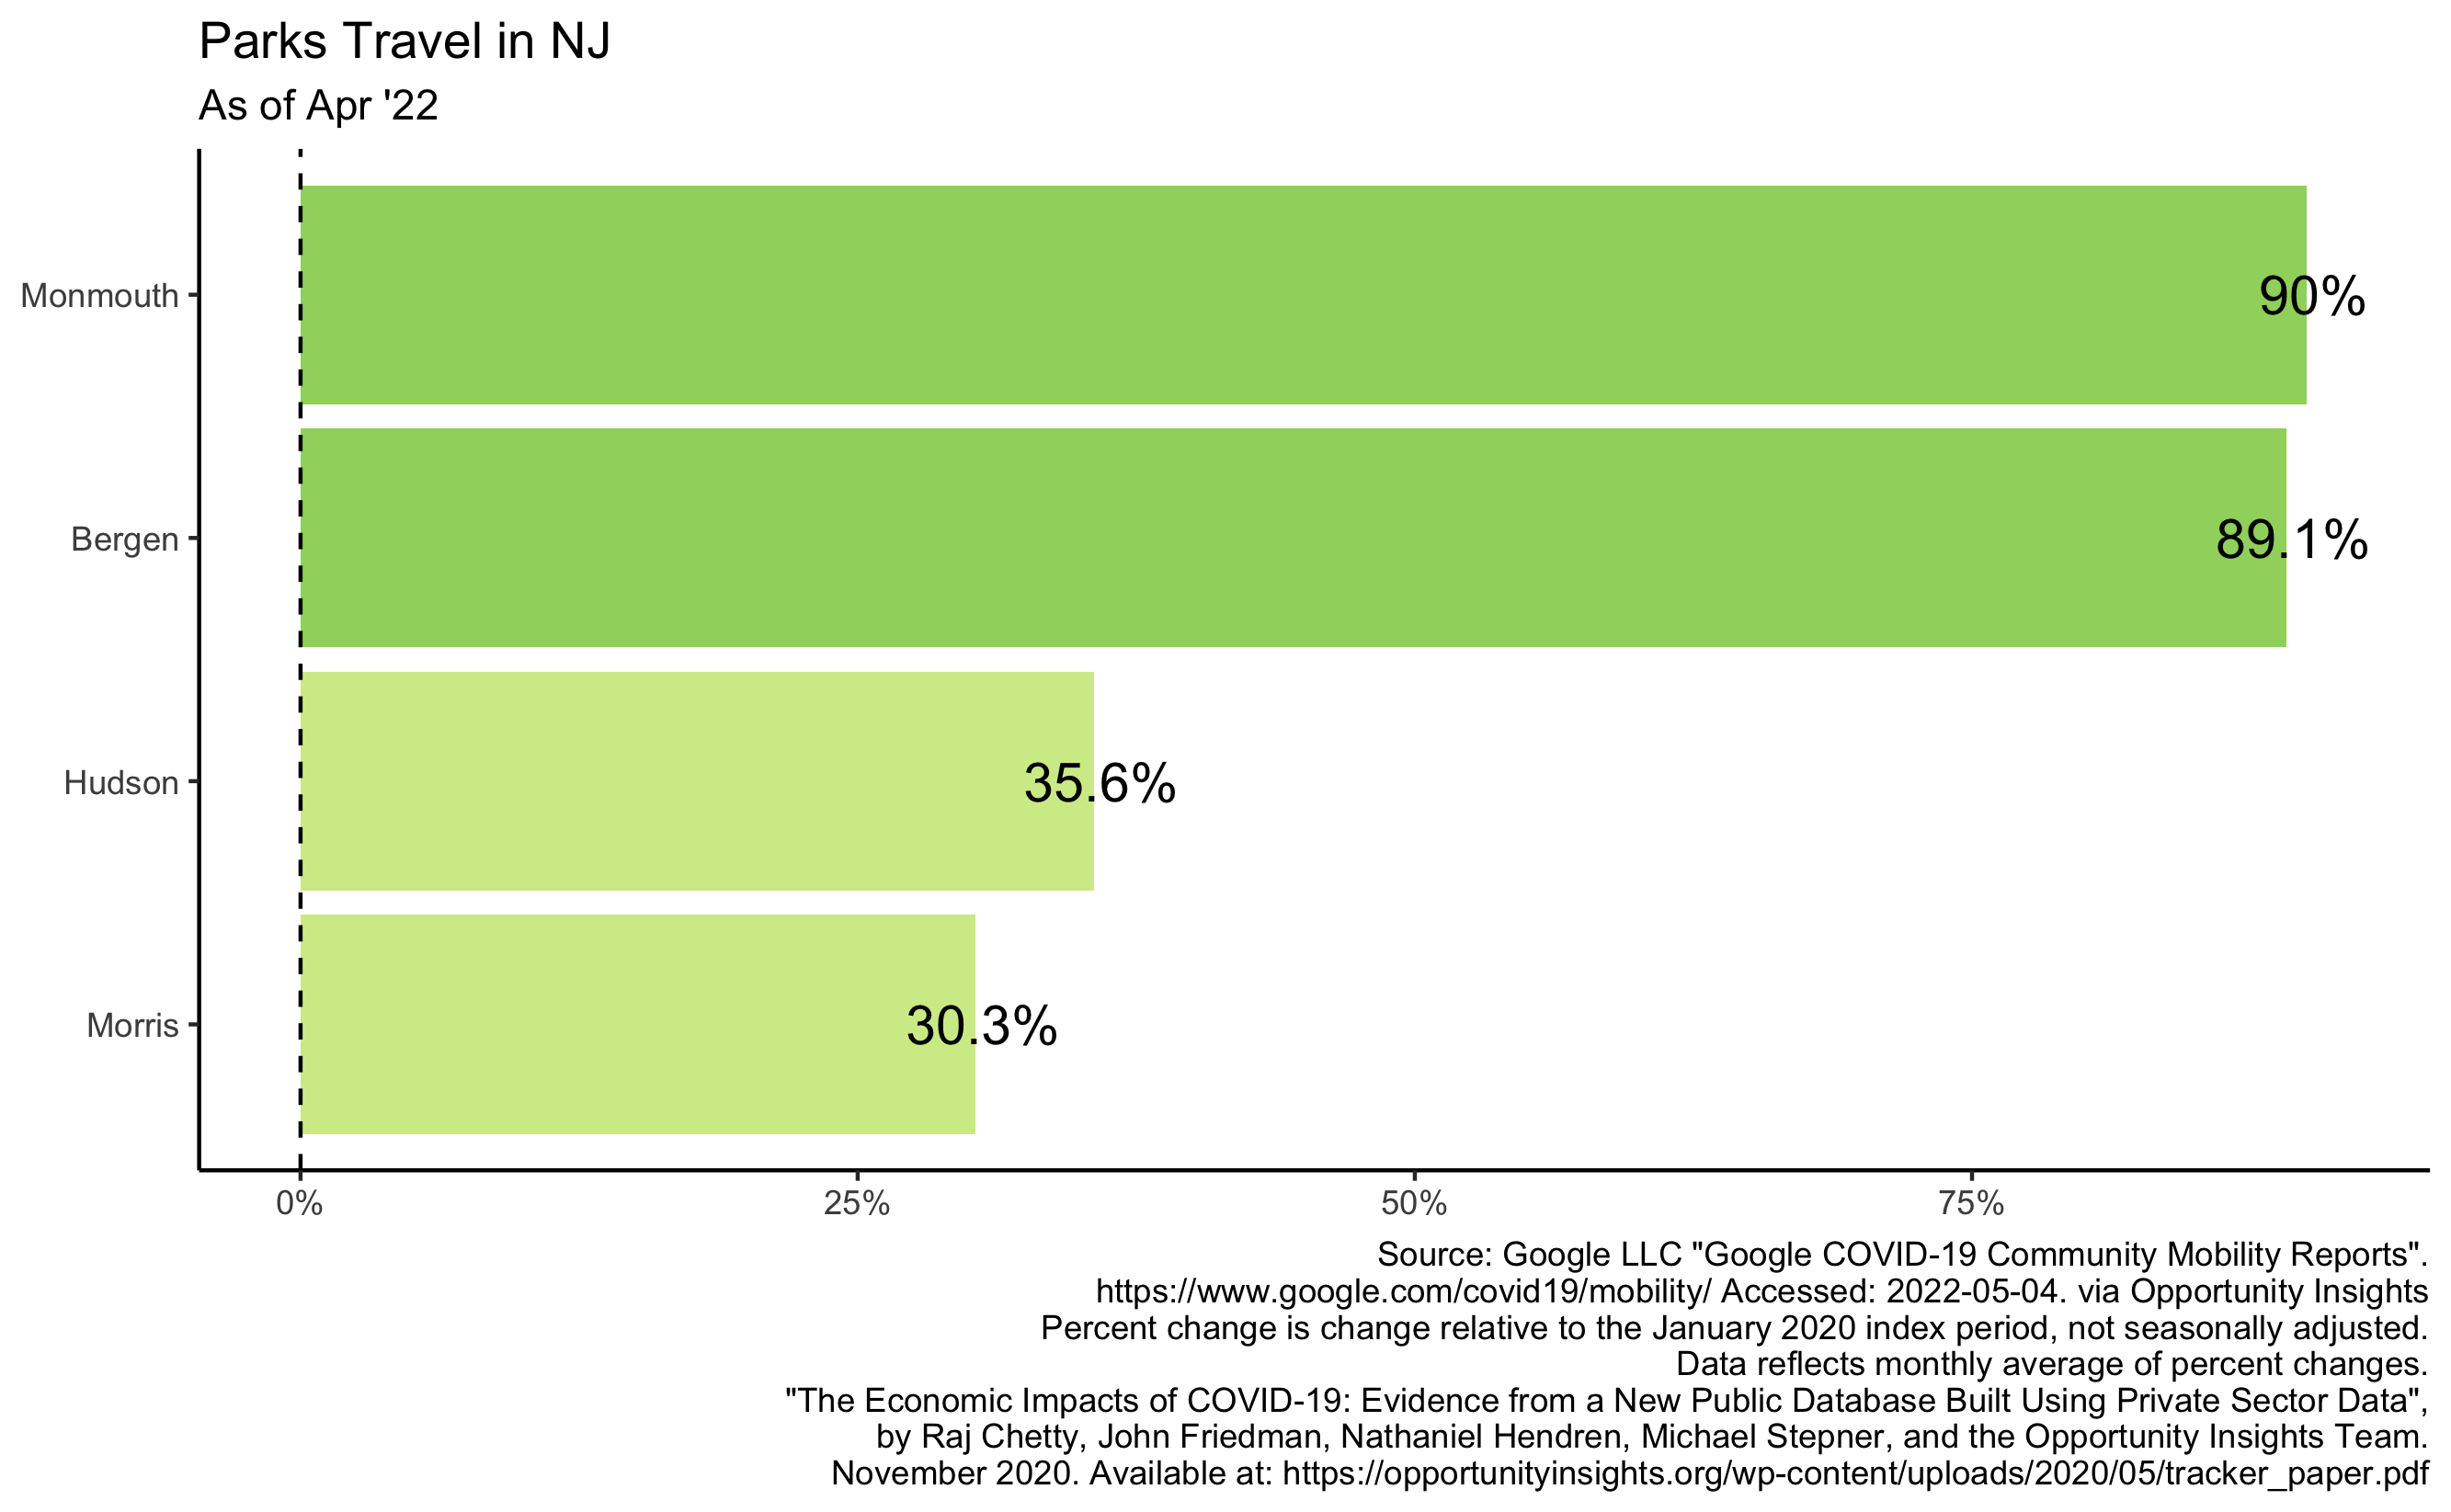 Parks Travel in NJ
As of Apr '22
Monmouth
90%
Bergen
89.1%
Hudson
35.6%
Morris
30.3%
0% 25% 50% 75%
Source: Google LLC "Google COVID-19 Community Mobility Reports".
https://www.google.com/covid19/mobility/ Accessed: 2022-05-04. via Opportunity Insights
Percent change is change relative to the January 2020 index period, not seasonally adjusted.
Data reflects monthly average of percent changes.
"The Economic Impacts of COVID-19: Evidence from a New Public Database Built Using Private Sector Data",
by Raj Chetty, John Friedman, Nathaniel Hendren, Michael Stepner, and the Opportunity Insights Team.
November 2020. Available at: https://opportunityinsights.org/wp-content/uploads/2020/05/tracker_paper.pdf